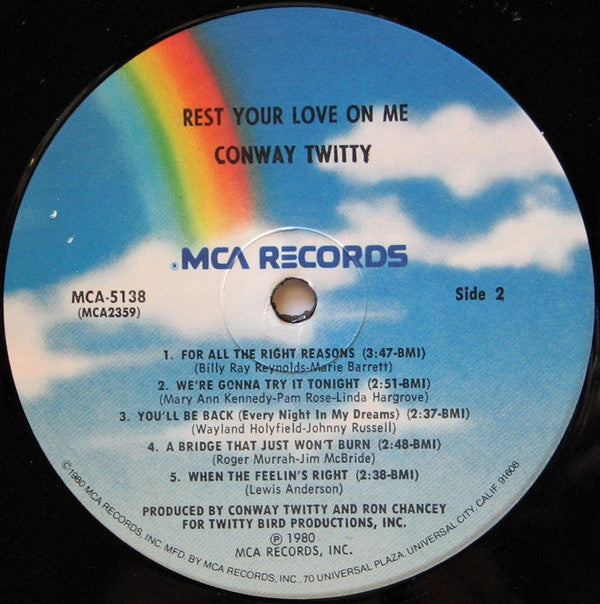 REST YOUR LOVE ON ME
CONWAY TWITTY
® MCA RECORDS
MCA-5138
(MCA2359)
Side 2
1. FOR ALL THE RIGHT REASONS (3:47-BMI)
(Billy Ray Reynolds-Marie Barrett)
2. WE'RE GONNA TRY IT TONIGHT (2:51-BMI)
(Mary Ann Kennedy-Pam Rose-Linda Hargrove)
3. YOU'LL BE BACK (Every Night In My Dreams) (2:37-BMI)
(Wayland Holyfield-Johnny Russell)
4. A BRIDGE THAT JUST WON'T BURN (2:48-BMI)
(Roger Murrah-Jim McBride)
5. WHEN THE FEELIN'S RIGHT (2:38-BMI)
(Lewis Anderson)
PRODUCED BY CONWAY TWITTY AND RON CHANCEY
FOR TWITTY BIRD PRODUCTIONS, INC.
℗ 1980
MCA RECORDS, INC.
©1980 MCA RECORDS, INC. MFD. BY MCA RECORDS, INC., 70 UNIVERSAL PLAZA, UNIVERSAL CITY, CALIF. 91608